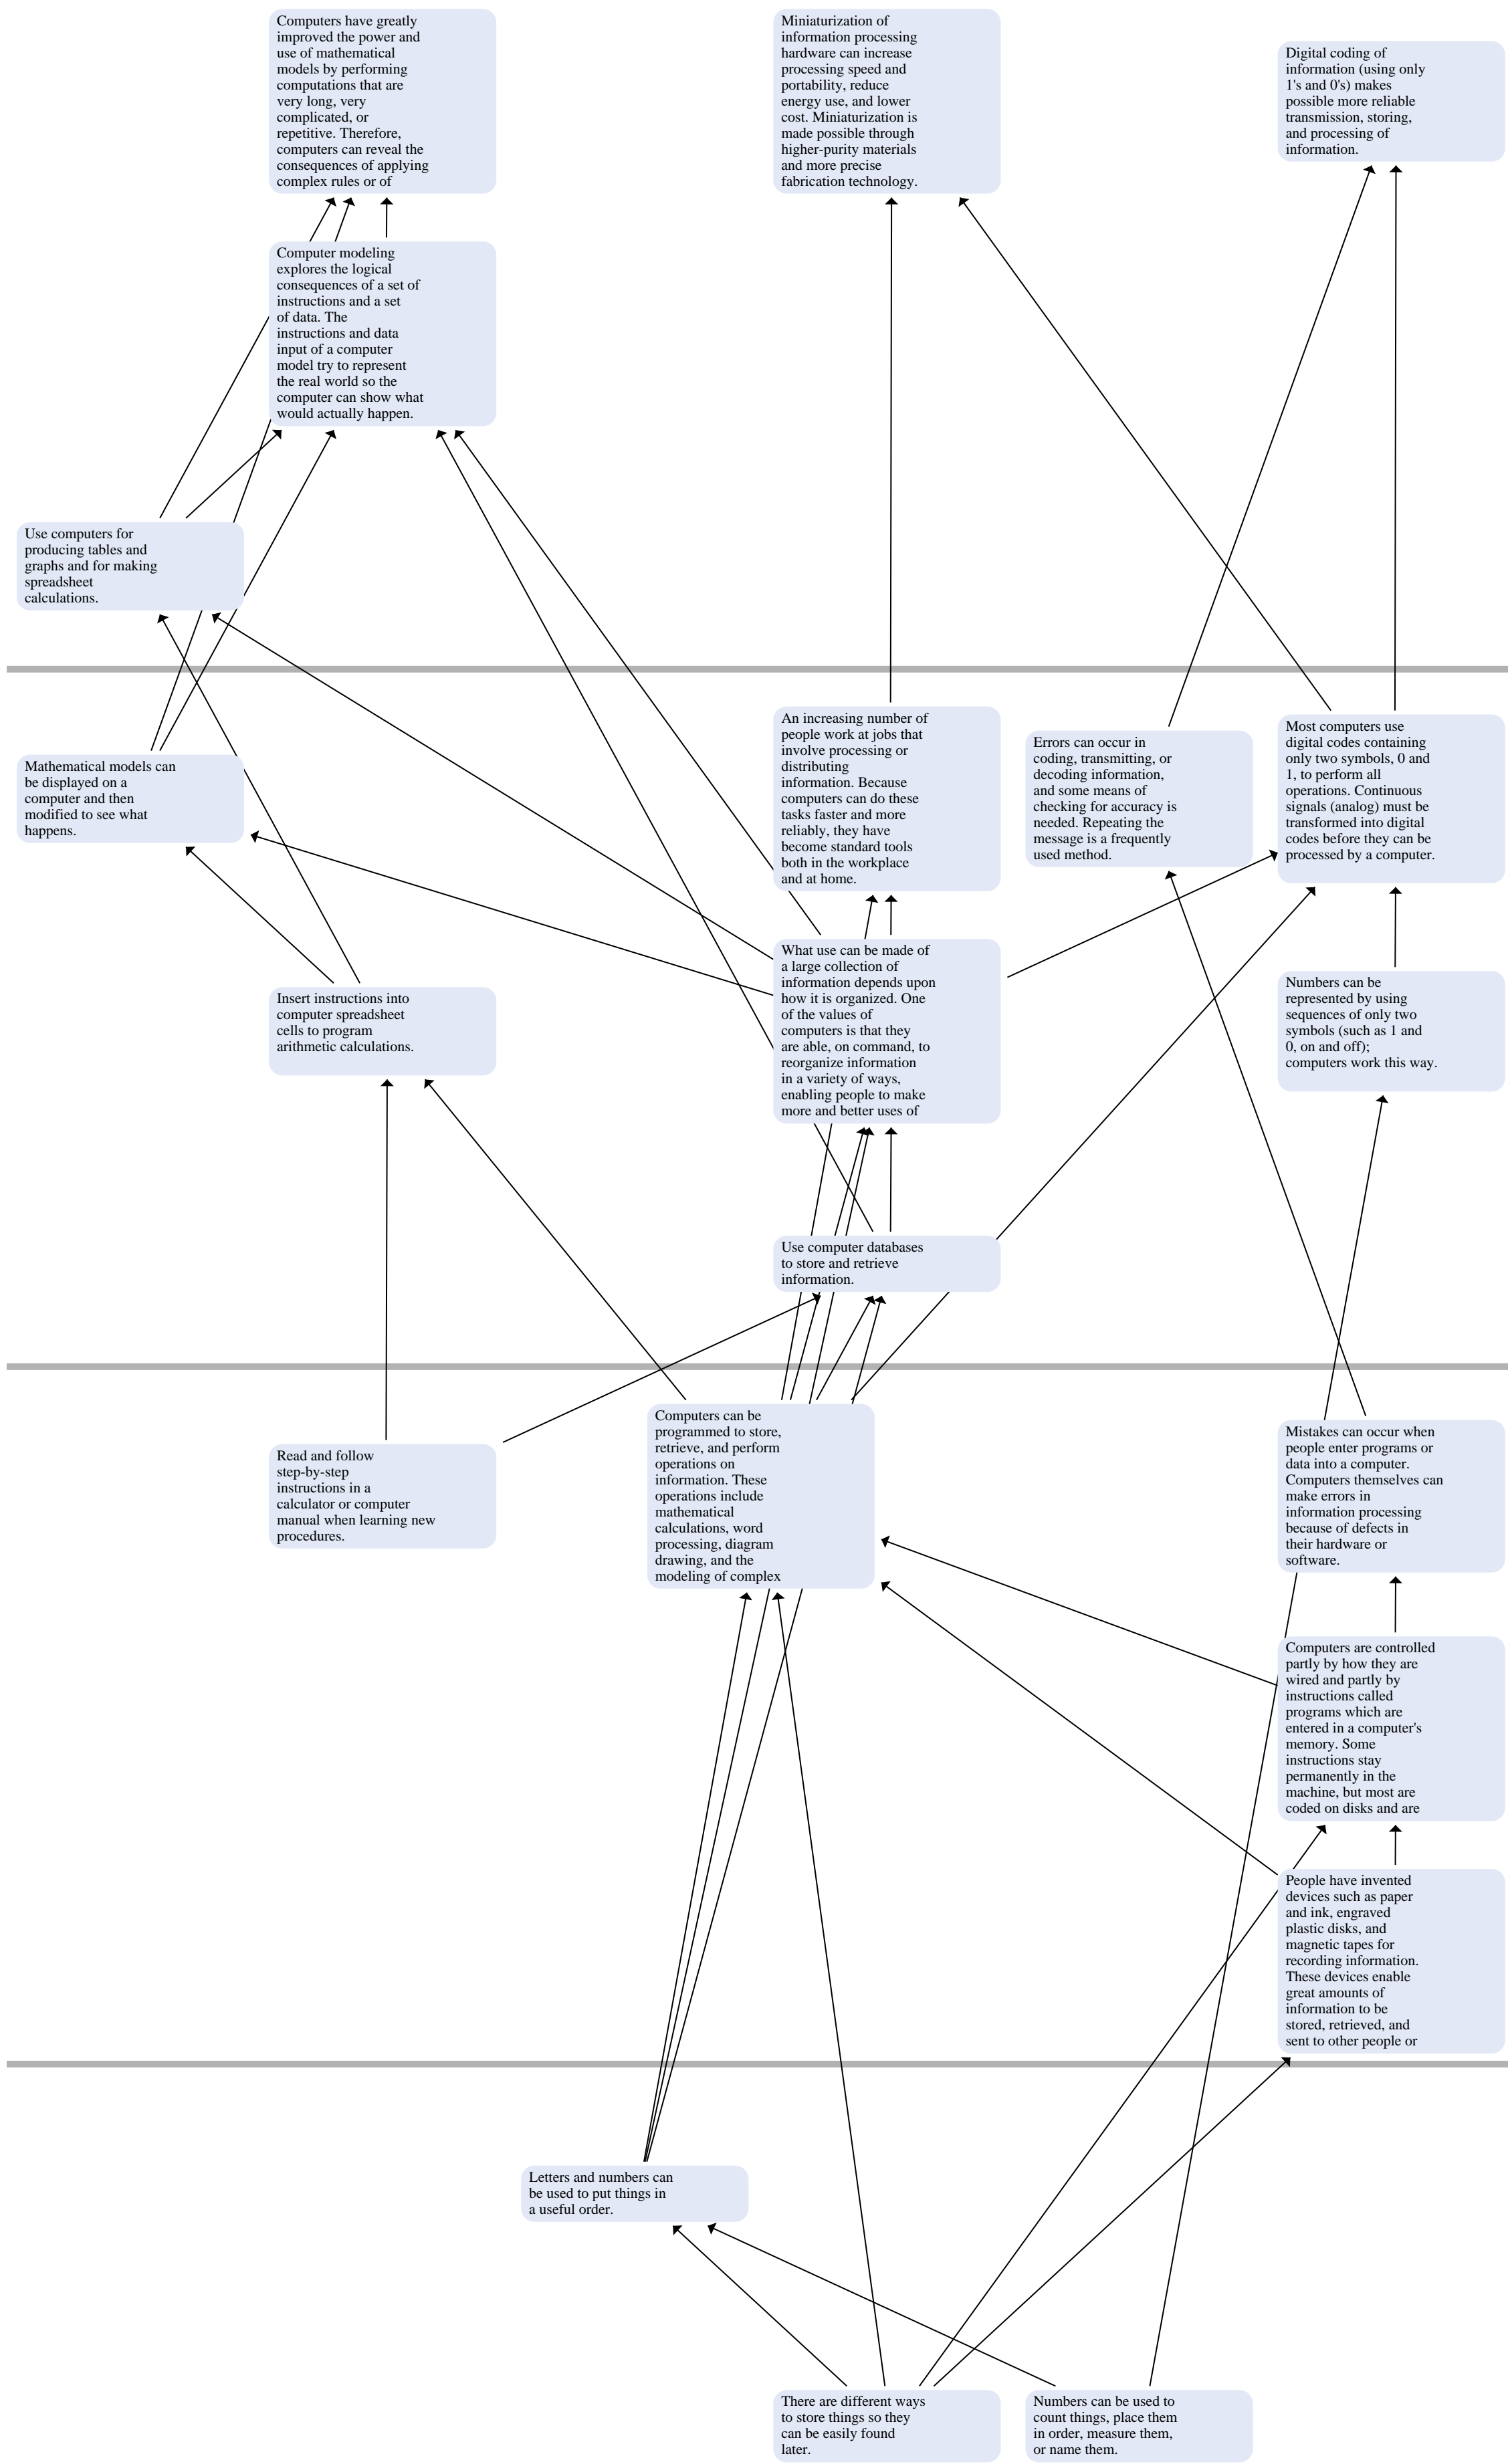 Computers have greatly
improved the power and
use of mathematical
models by performing
computations that are
very long, very
complicated, or
repetitive. Therefore,
computers can reveal the
consequences of applying
complex rules or of
Miniaturization of
information processing
hardware can increase
processing speed and
portability, reduce
energy use, and lower
cost. Miniaturization is
made possible through
higher-purity materials
and more precise
fabrication technology.
Digital coding of
information (using only
1's and 0's) makes
possible more reliable
transmission, storing,
and processing of
information.
Computer modeling
explores the logical
consequences of a set of
instructions and a set
of data. The
instructions and data
input of a computer
model try to represent
the real world so the
computer can show what
would actually happen.
Use computers for
producing tables and
graphs and for making
spreadsheet
calculations.
Mathematical models can
be displayed on a
computer and then
modified to see what
happens.
An increasing number of
people work at jobs that
involve processing or
distributing
information. Because
computers can do these
tasks faster and more
reliably, they have
become standard tools
both in the workplace
and at home.
Errors can occur in
coding, transmitting, or
decoding information,
and some means of
checking for accuracy is
needed. Repeating the
message is a frequently
used method.
Most computers use
digital codes containing
only two symbols, 0 and
1, to perform all
operations. Continuous
signals (analog) must be
transformed into digital
codes before they can be
processed by a computer.
Insert instructions into
computer spreadsheet
cells to program
arithmetic calculations.
What use can be made of
a large collection of
information depends upon
how it is organized. One
of the values of
computers is that they
are able, on command, to
reorganize information
in a variety of ways,
enabling people to make
more and better uses of
Numbers can be
represented by using
sequences of only two
symbols (such as 1 and
0, on and off);
computers work this way.
Use computer databases
to store and retrieve
information.
Read and follow
step-by-step
instructions in a
calculator or computer
manual when learning new
procedures.
Computers can be
programmed to store,
retrieve, and perform
operations on
information. These
operations include
mathematical
calculations, word
processing, diagram
drawing, and the
modeling of complex
Mistakes can occur when
people enter programs or
data into a computer.
Computers themselves can
make errors in
information processing
because of defects in
their hardware or
software.
Computers are controlled
partly by how they are
wired and partly by
instructions called
programs which are
entered in a computer's
memory. Some
instructions stay
permanently in the
machine, but most are
coded on disks and are
People have invented
devices such as paper
and ink, engraved
plastic disks, and
magnetic tapes for
recording information.
These devices enable
great amounts of
information to be
stored, retrieved, and
sent to other people or
Letters and numbers can
be used to put things in
a useful order.
There are different ways
to store things so they
can be easily found
later.
Numbers can be used to
count things, place them
in order, measure them,
or name them.